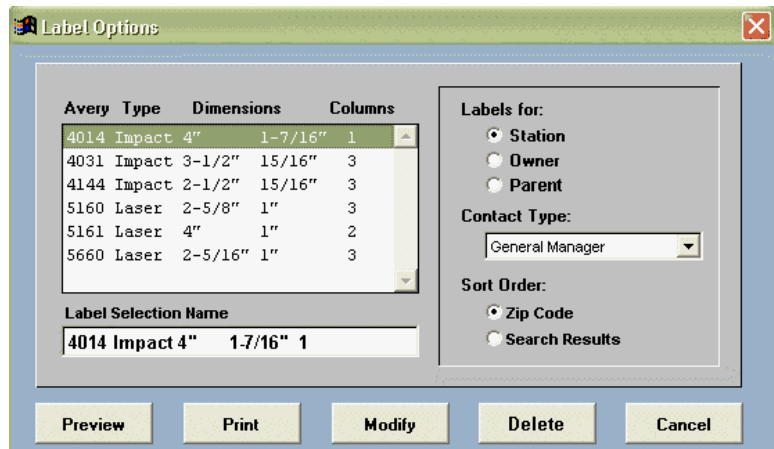 Label Options
Avery Type Dimensions Columns
4014 Impact 4" 1-7/16" 1
4031 Impact 3-1/2" 15/16" 3
4144 Impact 2-1/2" 15/16" 3
5160 Laser 2-5/8" 1" 3
5161 Laser 4" 1" 2
5660 Laser 2-5/16" 1" 3
Label Selection Name
4014 Impact 4" 1-7/16" 1
Labels for:
Station
Owner
Parent
Contact Type:
General Manager
Sort Order:
Zip Code
Search Results
Preview Print Modify Delete Cancel